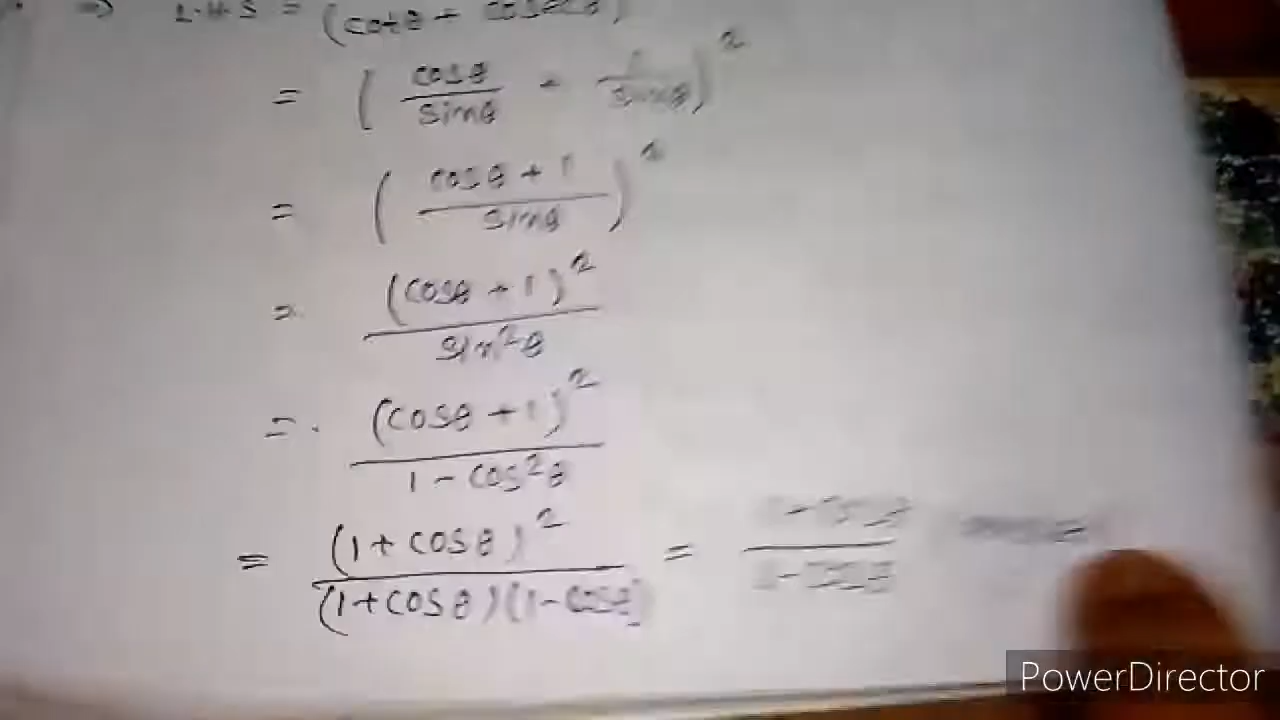 ⇒ L.H.S = (cotθ + cosecθ)
= (cosθ/sinθ + 1/sinθ)²
= (cosθ + 1/sinθ)²
= (cosθ + 1)²/sin²θ
= (cosθ + 1)²/1 - cos²θ
= (1 + cosθ)²/(1 + cosθ)(1 - cosθ) =
PowerDirector